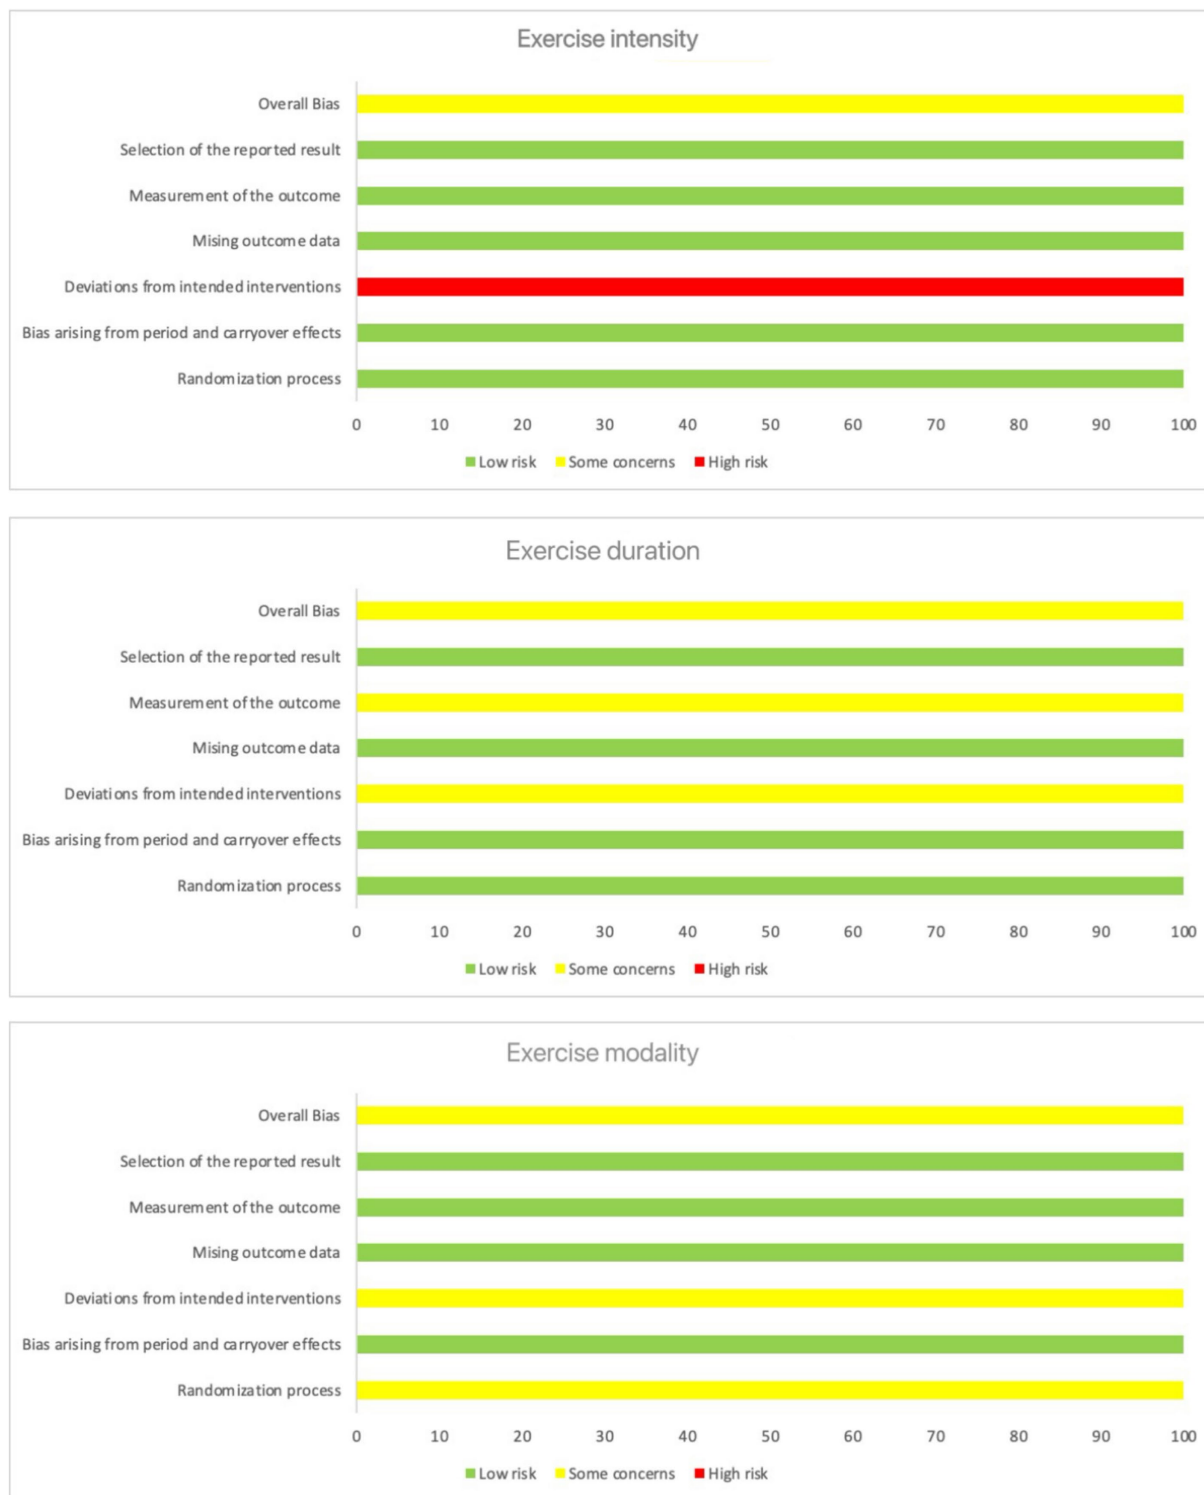 Exercise intensity
Overall Bias
Selection of the reported result
Measurement of the outcome
Mising outcome data
Deviations from intended interventions
Bias arising from period and carryover effects
Randomization process
0 10 20 30 40 50 60 70 80 90 100
Low risk Some concerns High risk
Exercise duration
Overall Bias
Selection of the reported result
Measurement of the outcome
Mising outcome data
Deviations from intended interventions
Bias arising from period and carryover effects
Randomization process
0 10 20 30 40 50 60 70 80 90 100
Low risk Some concerns High risk
Exercise modality
Overall Bias
Selection of the reported result
Measurement of the outcome
Mising outcome data
Deviations from intended interventions
Bias arising from period and carryover effects
Randomization process
0 10 20 30 40 50 60 70 80 90 100
Low risk Some concerns High risk